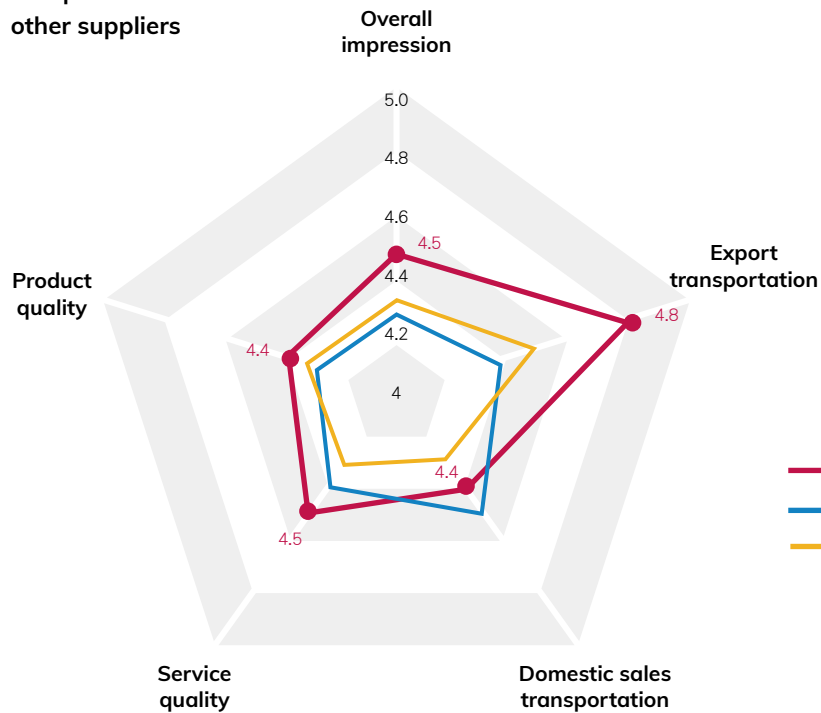 other suppliers
Overall
impression
5.0
4.8
4.6
4.5
4.4
4.2
4
Export
transportation
4.8
Product
quality
4.4
4.4
4.5
Service
quality
Domestic sales
transportation